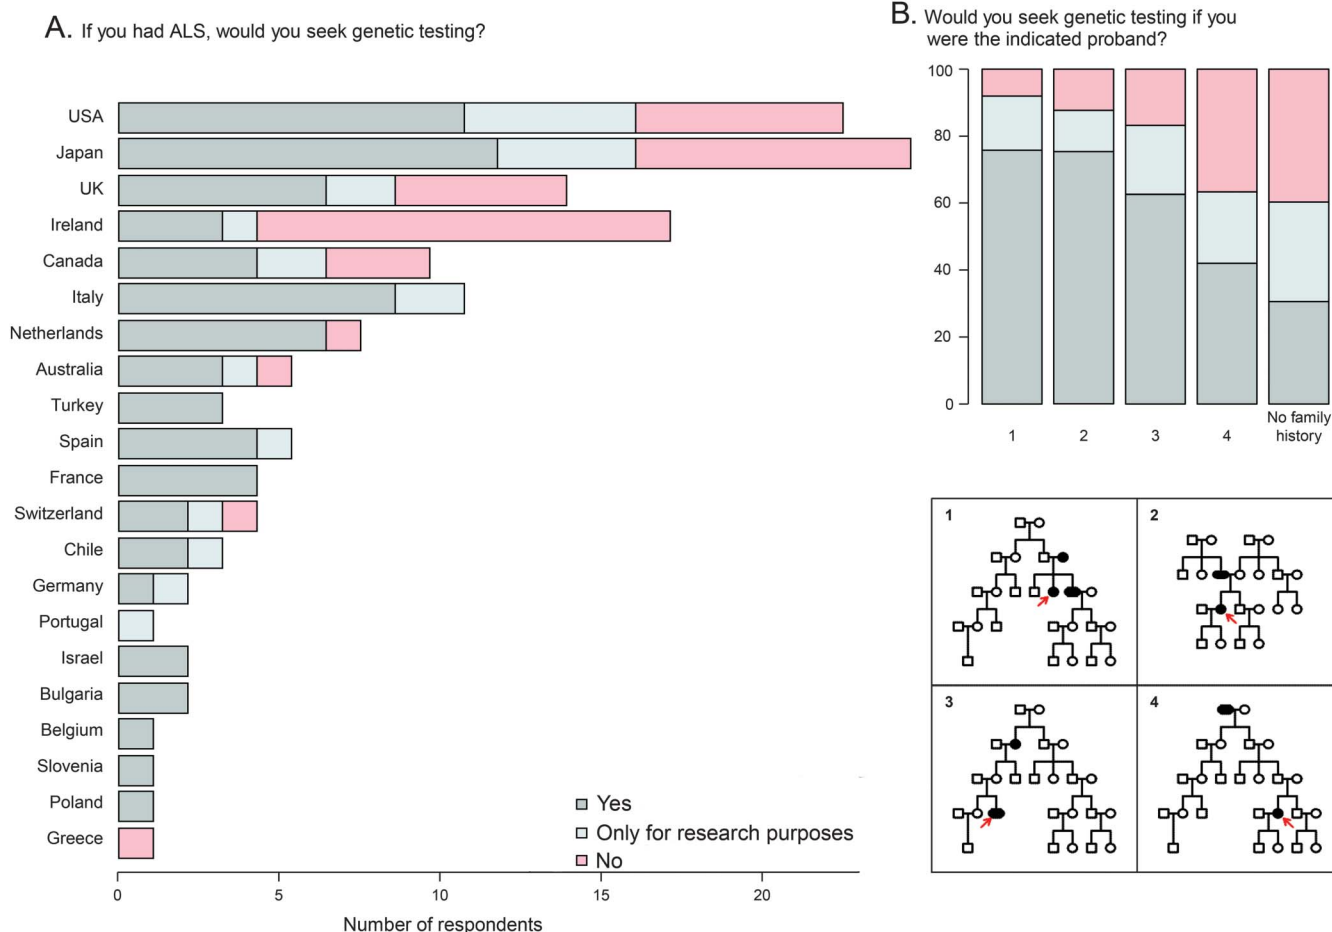 A. If you had ALS, would you seek genetic testing?
USA
Japan
UK
Ireland
Canada
Italy
Netherlands
Australia
Turkey
Spain
France
Switzerland
Chile
Germany
Portugal
Israel
Bulgaria
Belgium
Slovenia
Poland
Greece
Yes
Only for research purposes
No
0 5 10 15 20
Number of respondents
B. Would you seek genetic testing if you
were the indicated proband?
100
80
60
40
20
0
1 2 3 4 No family
history
1 2
3 4